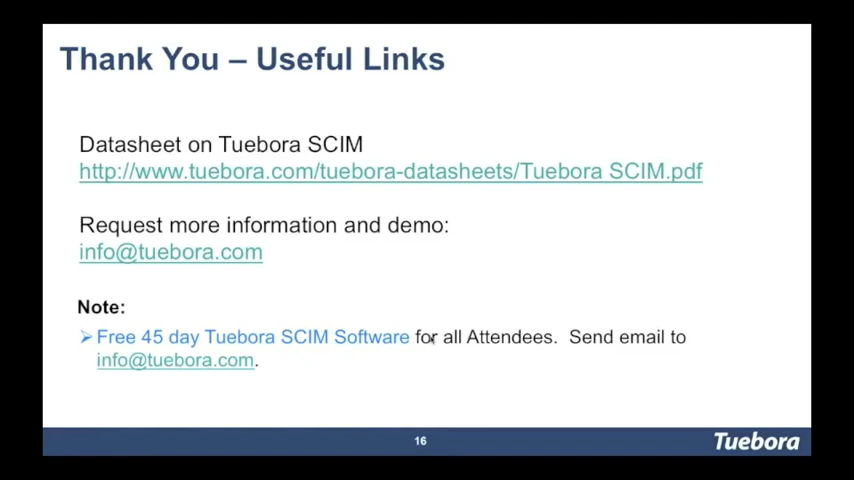 Thank You – Useful Links
Datasheet on Tuebora SCIM
http://www.tuebora.com/tuebora-datasheets/Tuebora SCIM.pdf
Request more information and demo:
info@tuebora.com
Note:
Free 45 day Tuebora SCIM Software for all Attendees. Send email to
info@tuebora.com.
16
Tuebora